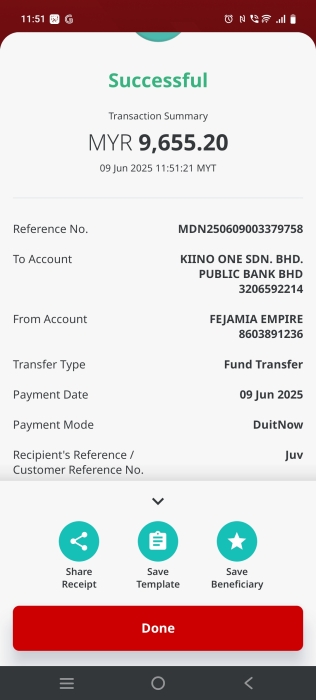 11:51
Successful
Transaction Summary
MYR 9,655.20
09 Jun 2025 11:51:21 MYT
Reference No. MDN250609003379758
To Account KIINO ONE SDN. BHD.
PUBLIC BANK BHD
3206592214
From Account FEJAMIA EMPIRE
8603891236
Transfer Type Fund Transfer
Payment Date 09 Jun 2025
Payment Mode DuitNow
Recipient's Reference / Juv
Customer Reference No.
Share Save Save
Receipt Template Beneficiary
Done